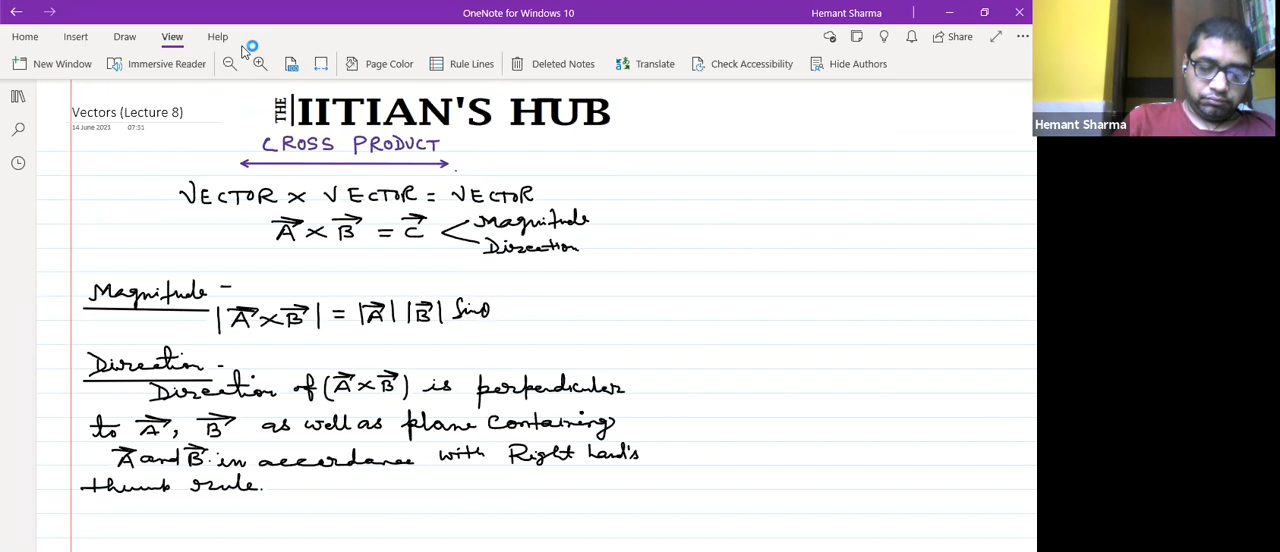 OneNote for Windows 10
Hemant Sharma
Home Insert Draw View Help
Share
New Window Immersive Reader Page Color Rule Lines Deleted Notes Translate Check Accessibility Hide Authors
Vectors (Lecture 8)
14 June 2021 07:31
THE IITIAN'S HUB
CROSS PRODUCT
VECTOR × VECTOR = VECTOR
A⃗ × B⃗ = C⃗ < Magnitude
Direction
Magnitude -
|A⃗ × B⃗| = |A⃗| |B⃗| Sinθ
Direction -
Direction of (A⃗ × B⃗) is perpendicular
to A⃗, B⃗ as well as plane containing
A⃗ and B⃗ in accordance with Right hand's
thumb rule.
Hemant Sharma